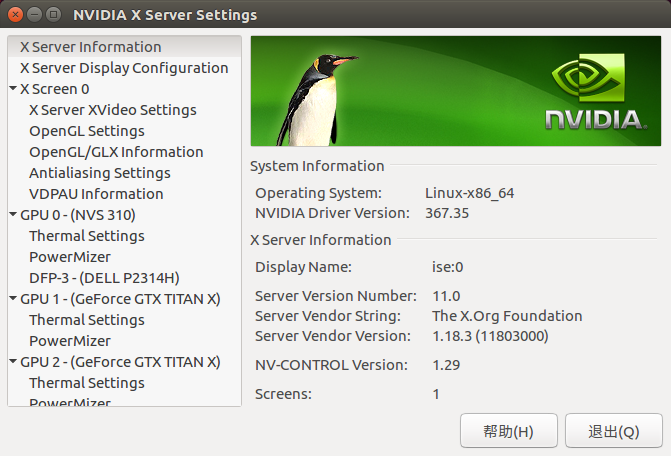 NVIDIA X Server Settings
X Server Information
X Server Display Configuration
X Screen 0
X Server XVideo Settings
OpenGL Settings
OpenGL/GLX Information
Antialiasing Settings
VDPAU Information
GPU 0 - (NVS 310)
Thermal Settings
PowerMizer
DFP-3 - (DELL P2314H)
GPU 1 - (GeForce GTX TITAN X)
Thermal Settings
PowerMizer
GPU 2 - (GeForce GTX TITAN X)
Thermal Settings
PowerMizer
NVIDIA.
System Information
Operating System: Linux-x86_64
NVIDIA Driver Version: 367.35
X Server Information
Display Name: ise:0
Server Version Number: 11.0
Server Vendor String: The X.Org Foundation
Server Vendor Version: 1.18.3 (11803000)
NV-CONTROL Version: 1.29
Screens: 1
帮助(H) 退出(Q)